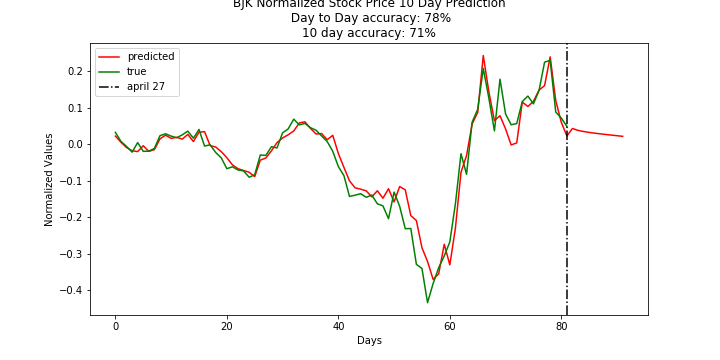 BJK Normalized Stock Price 10 Day Prediction
Day to Day accuracy: 78%
10 day accuracy: 71%
predicted
true
april 27
Normalized Values
0.2
0.1
0.0
−0.1
−0.2
−0.3
−0.4
0 20 40 60 80
Days